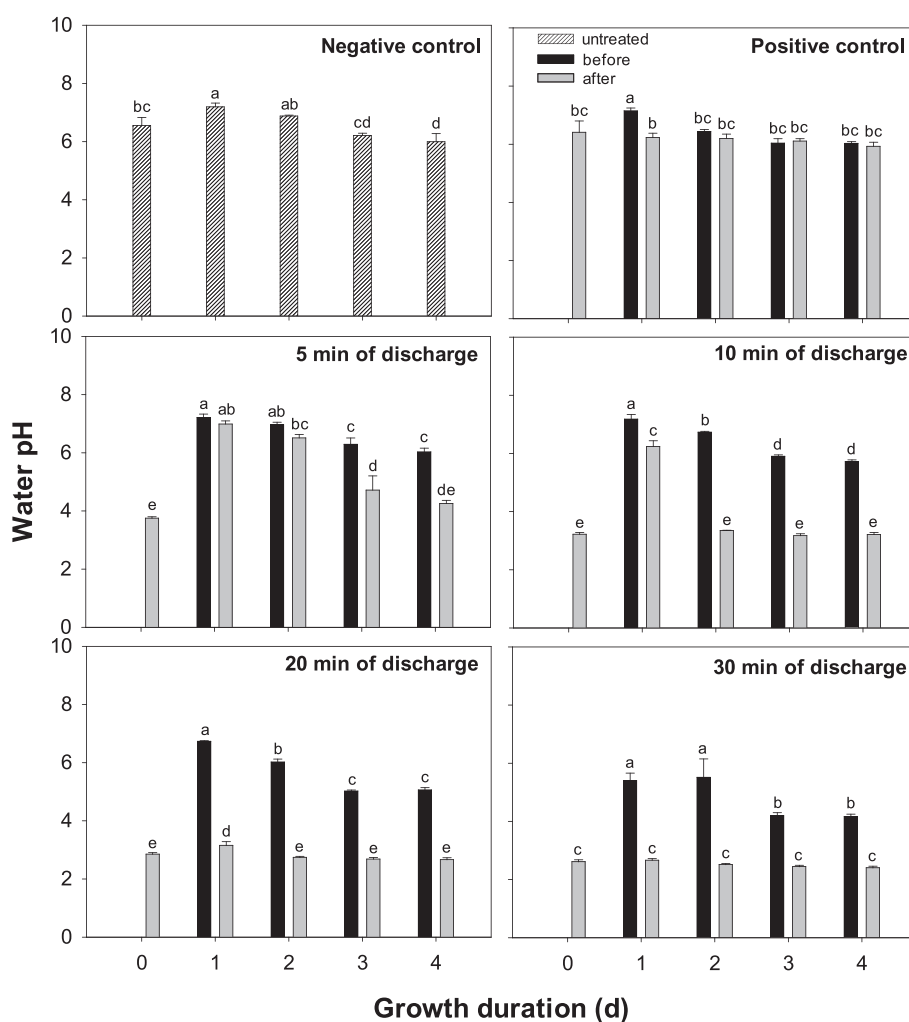 10
8
6
4
2
0
Negative control
bc
a
ab
cd
d
Positive control
untreated
before
after
bc
a
b
bc
bc
bc
bc
bc
bc
10
8
6
4
2
0
5 min of discharge
e
a
ab
ab
bc
c
d
c
de
10 min of discharge
e
a
c
b
e
d
e
d
e
Water pH
10
8
6
4
2
0
20 min of discharge
e
a
d
b
e
c
e
c
e
30 min of discharge
c
a
c
a
c
b
c
b
c
0 1 2 3 4
0 1 2 3 4
Growth duration (d)